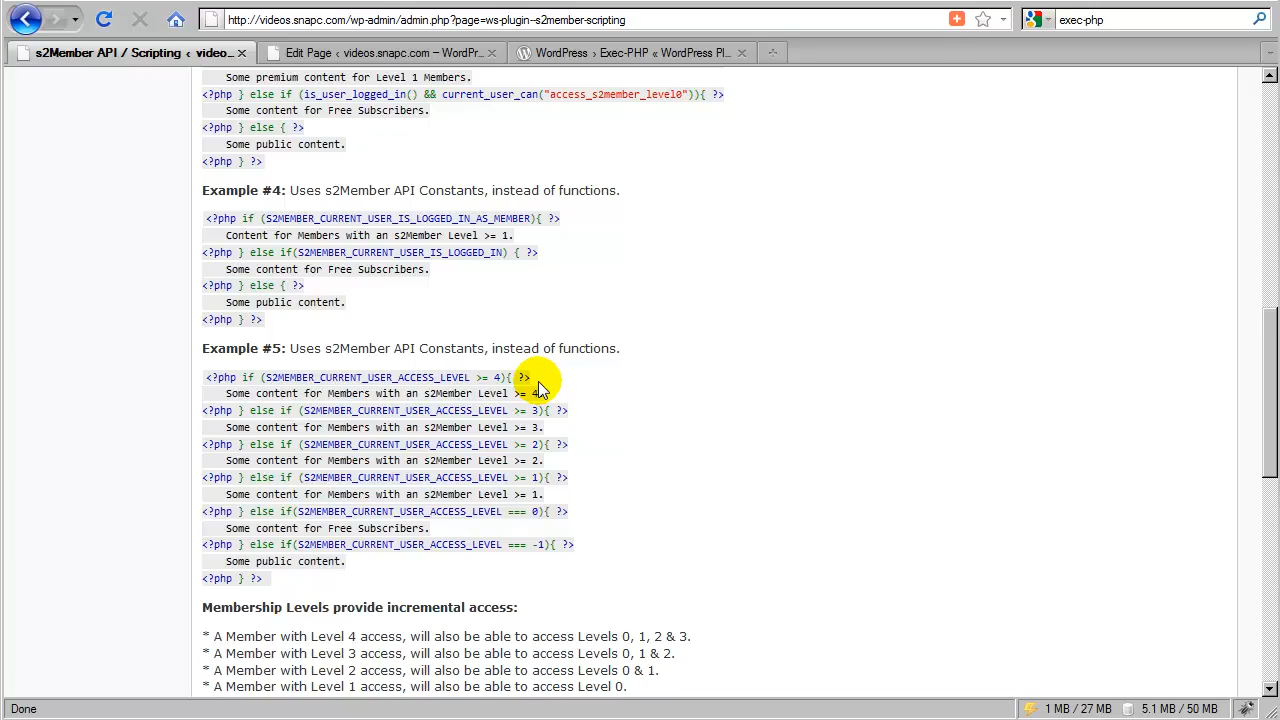 http://videos.snapc.com/wp-admin/admin.php?page=ws-plugin--s2member-scripting
exec-php
s2Member API / Scripting ‹ video...
Edit Page ‹ videos.snapc.com — WordPr...
WordPress › Exec-PHP « WordPress Pl...
Some premium content for Level 1 Members.
<?php } else if (is_user_logged_in() && current_user_can("access_s2member_level0")){ ?>
Some content for Free Subscribers.
<?php } else { ?>
Some public content.
<?php } ?>
Example #4: Uses s2Member API Constants, instead of functions.
<?php if (S2MEMBER_CURRENT_USER_IS_LOGGED_IN_AS_MEMBER){ ?>
Content for Members with an s2Member Level >= 1.
<?php } else if(S2MEMBER_CURRENT_USER_IS_LOGGED_IN) { ?>
Some content for Free Subscribers.
<?php } else { ?>
Some public content.
<?php } ?>
Example #5: Uses s2Member API Constants, instead of functions.
<?php if (S2MEMBER_CURRENT_USER_ACCESS_LEVEL >= 4){ ?>
Some content for Members with an s2Member Level >= 4.
<?php } else if (S2MEMBER_CURRENT_USER_ACCESS_LEVEL >= 3){ ?>
Some content for Members with an s2Member Level >= 3.
<?php } else if (S2MEMBER_CURRENT_USER_ACCESS_LEVEL >= 2){ ?>
Some content for Members with an s2Member Level >= 2.
<?php } else if (S2MEMBER_CURRENT_USER_ACCESS_LEVEL >= 1){ ?>
Some content for Members with an s2Member Level >= 1.
<?php } else if(S2MEMBER_CURRENT_USER_ACCESS_LEVEL === 0){ ?>
Some content for Free Subscribers.
<?php } else if(S2MEMBER_CURRENT_USER_ACCESS_LEVEL === -1){ ?>
Some public content.
<?php } ?>
Membership Levels provide incremental access:
* A Member with Level 4 access, will also be able to access Levels 0, 1, 2 & 3.
* A Member with Level 3 access, will also be able to access Levels 0, 1 & 2.
* A Member with Level 2 access, will also be able to access Levels 0 & 1.
* A Member with Level 1 access, will also be able to access Level 0.
Done
1 MB / 27 MB
5.1 MB / 50 MB